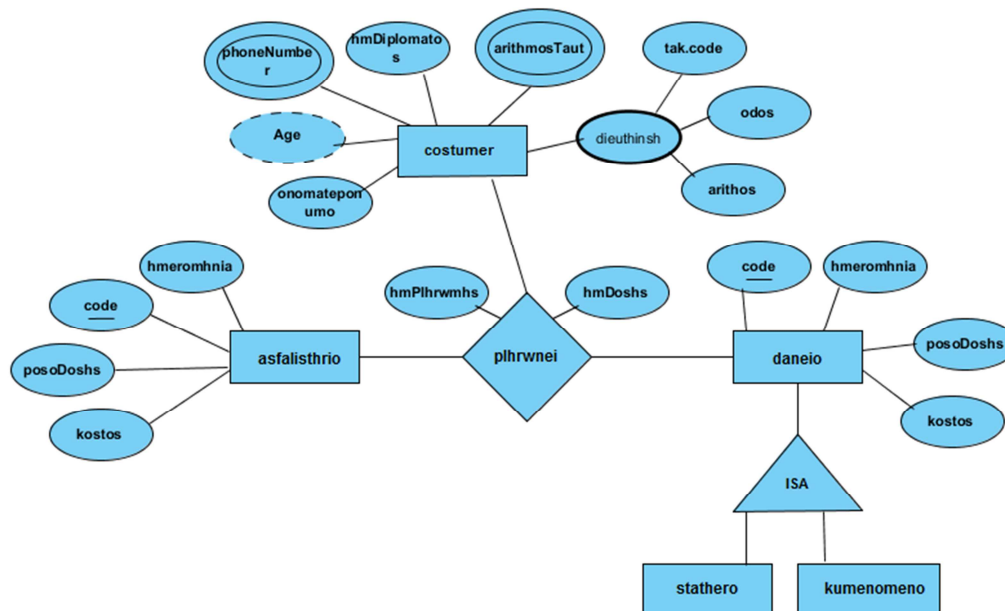 phoneNumbe
r
hmDiplomato
s
arithmosTaut
tak.code
Age
costumer
dieuthinsh
odos
onomatepon
umo
arithos
hmeromhnia
code
posoDoshs
kostos
asfalisthrio
hmPlhrwmhs
hmDoshs
plhrwnei
code
hmeromhnia
daneio
posoDoshs
kostos
ISA
stathero
kumenomeno